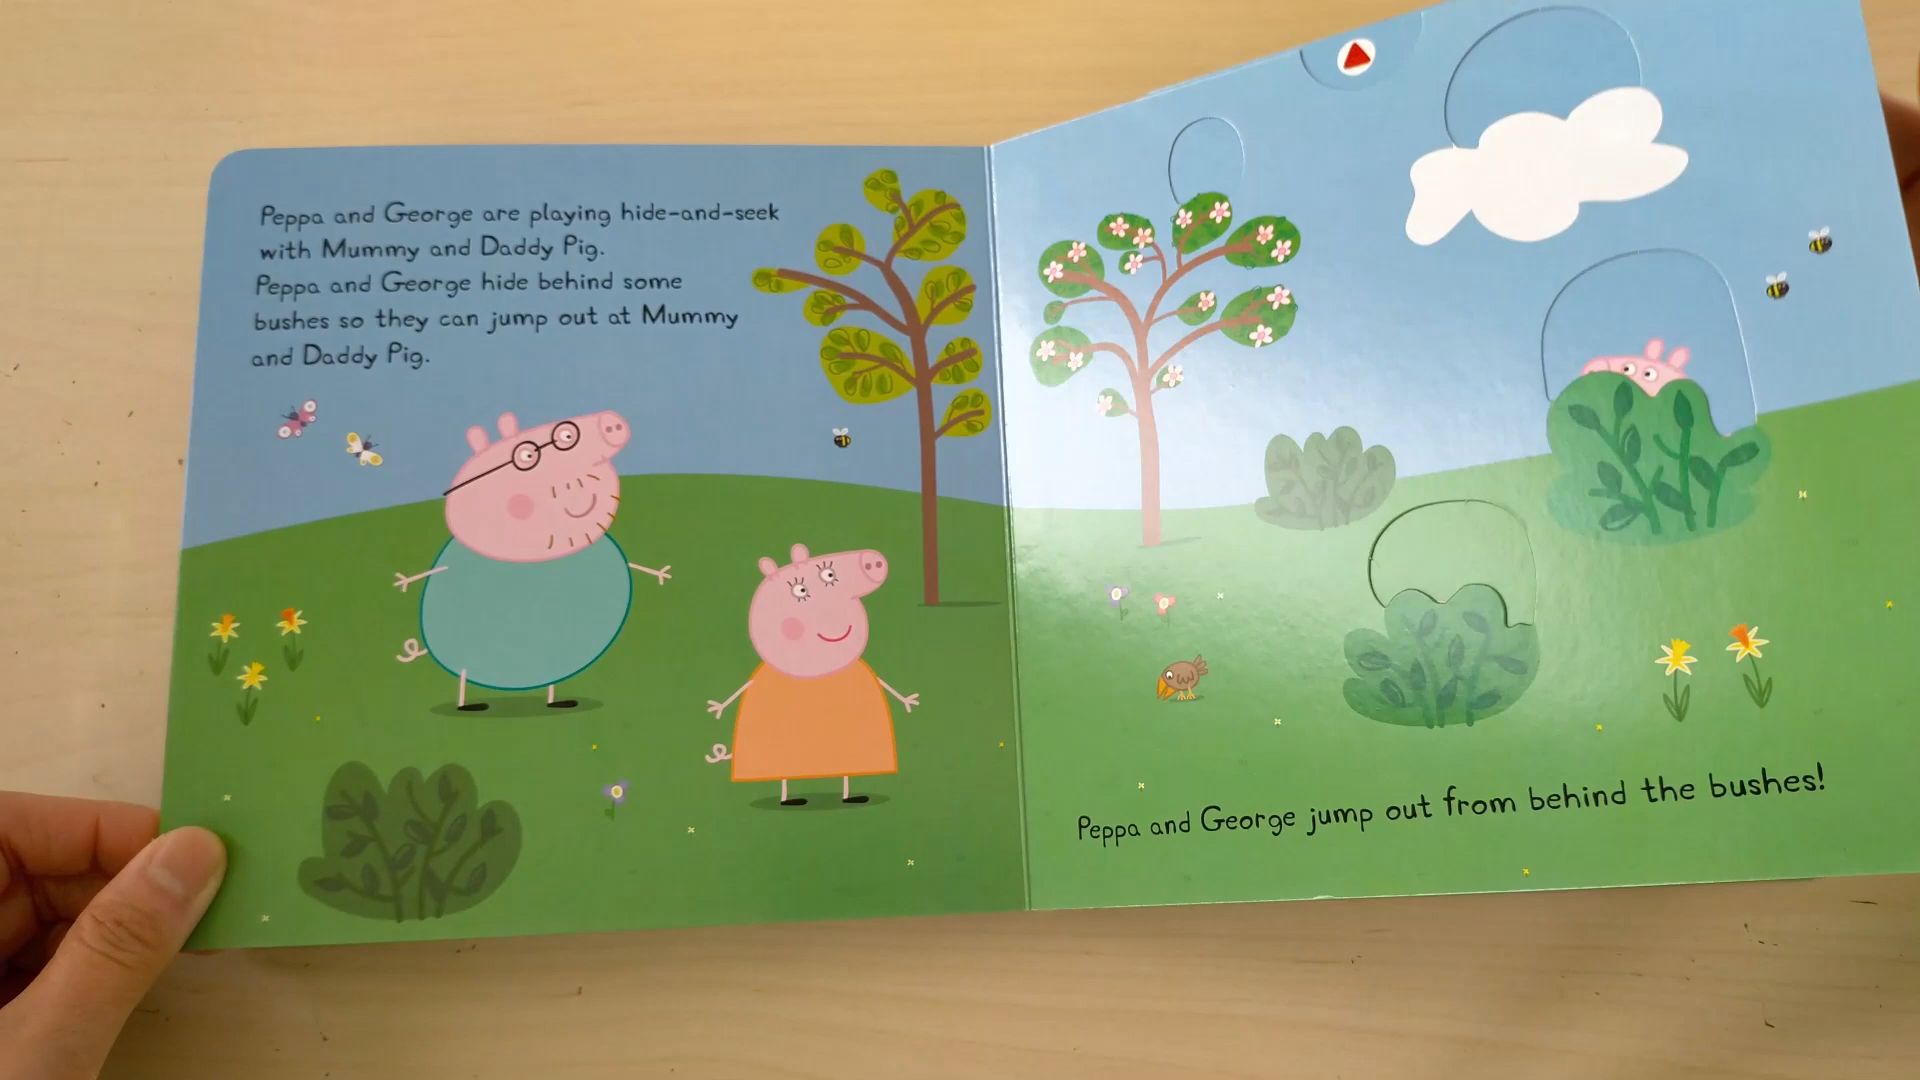 Peppa and George are playing hide-and-seek
with Mummy and Daddy Pig.
Peppa and George hide behind some
bushes so they can jump out at Mummy
and Daddy Pig.
Peppa and George jump out from behind the bushes!